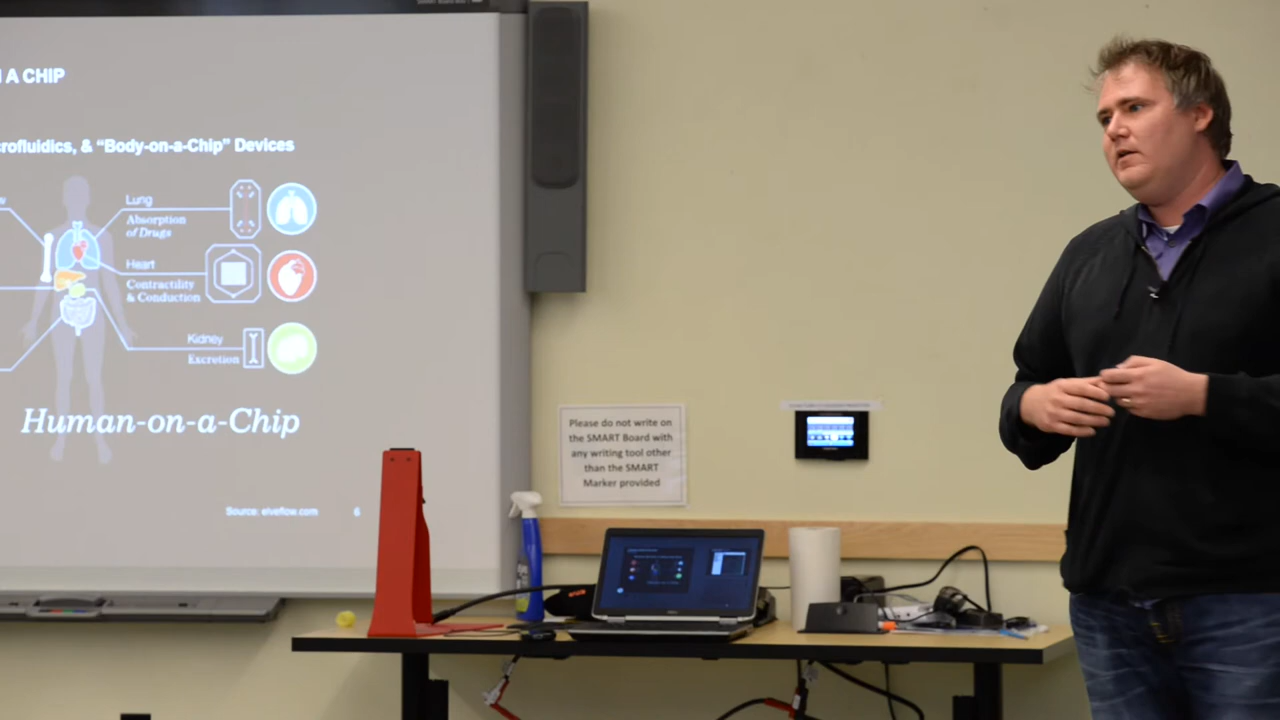 A CHIP
crofluidics, & "Body-on-a-Chip" Devices
Lung
Absorption
of Drugs
Heart
Contractility
& Conduction
Kidney
Excretion
Human-on-a-Chip
Source: elveflow.com 6
Please do not write on
the SMART Board with
any writing tool other
than the SMART
Marker provided